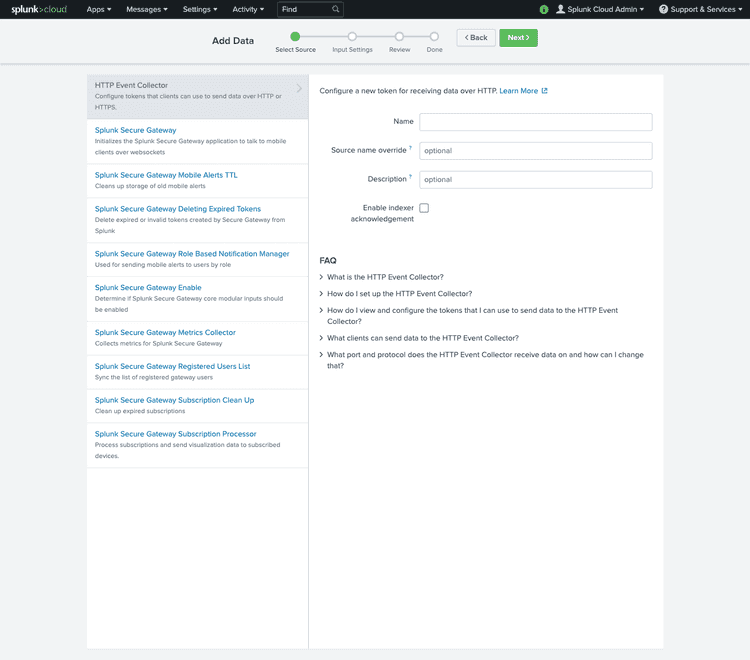 splunk>cloud Apps Messages Settings Activity Find i Splunk Cloud Admin ? Support & Services
Add Data
Select Source Input Settings Review Done
< Back Next >
HTTP Event Collector
Configure tokens that clients can use to send data over HTTP or
HTTPS.
Splunk Secure Gateway
Initializes the Splunk Secure Gateway application to talk to mobile
clients over websockets
Splunk Secure Gateway Mobile Alerts TTL
Cleans up storage of old mobile alerts
Splunk Secure Gateway Deleting Expired Tokens
Delete expired or invalid tokens created by Secure Gateway from
Splunk
Splunk Secure Gateway Role Based Notification Manager
Used for sending mobile alerts to users by role
Splunk Secure Gateway Enable
Determine if Splunk Secure Gateway core modular inputs should
be enabled
Splunk Secure Gateway Metrics Collector
Collects metrics for Splunk Secure Gateway
Splunk Secure Gateway Registered Users List
Sync the list of registered gateway users
Splunk Secure Gateway Subscription Clean Up
Clean up expired subscriptions
Splunk Secure Gateway Subscription Processor
Process subscriptions and send visualization data to subscribed
devices.
Configure a new token for receiving data over HTTP. Learn More
Name
Source name override ? optional
Description ? optional
Enable indexer
acknowledgement
FAQ
> What is the HTTP Event Collector?
> How do I set up the HTTP Event Collector?
> How do I view and configure the tokens that I can use to send data to the HTTP Event
Collector?
> What clients can send data to the HTTP Event Collector?
> What port and protocol does the HTTP Event Collector receive data on and how can I change
that?